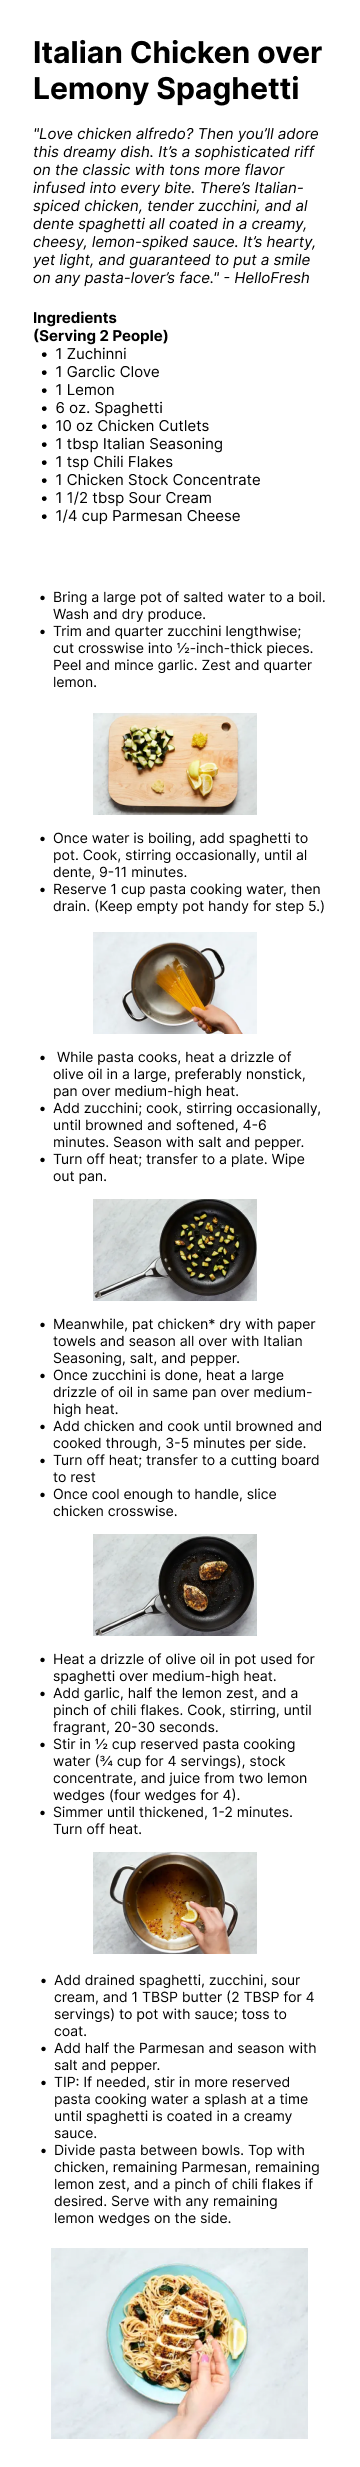 Italian Chicken over
Lemony Spaghetti
"Love chicken alfredo? Then you'll adore
this dreamy dish. It's a sophisticated riff
on the classic with tons more flavor
infused into every bite. There's Italian-
spiced chicken, tender zucchini, and al
dente spaghetti all coated in a creamy,
cheesy, lemon-spiked sauce. It's hearty,
yet light, and guaranteed to put a smile
on any pasta-lover's face." - HelloFresh
Ingredients
(Serving 2 People)
• 1 Zuchinni
• 1 Garclic Clove
• 1 Lemon
• 6 oz. Spaghetti
• 10 oz Chicken Cutlets
• 1 tbsp Italian Seasoning
• 1 tsp Chili Flakes
• 1 Chicken Stock Concentrate
• 1 1/2 tbsp Sour Cream
• 1/4 cup Parmesan Cheese
• Bring a large pot of salted water to a boil.
Wash and dry produce.
• Trim and quarter zucchini lengthwise;
cut crosswise into ½-inch-thick pieces.
Peel and mince garlic. Zest and quarter
lemon.
• Once water is boiling, add spaghetti to
pot. Cook, stirring occasionally, until al
dente, 9-11 minutes.
• Reserve 1 cup pasta cooking water, then
drain. (Keep empty pot handy for step 5.)
• While pasta cooks, heat a drizzle of
olive oil in a large, preferably nonstick,
pan over medium-high heat.
• Add zucchini; cook, stirring occasionally,
until browned and softened, 4-6
minutes. Season with salt and pepper.
• Turn off heat; transfer to a plate. Wipe
out pan.
• Meanwhile, pat chicken* dry with paper
towels and season all over with Italian
Seasoning, salt, and pepper.
• Once zucchini is done, heat a large
drizzle of oil in same pan over medium-
high heat.
• Add chicken and cook until browned and
cooked through, 3-5 minutes per side.
• Turn off heat; transfer to a cutting board
to rest
• Once cool enough to handle, slice
chicken crosswise.
• Heat a drizzle of olive oil in pot used for
spaghetti over medium-high heat.
• Add garlic, half the lemon zest, and a
pinch of chili flakes. Cook, stirring, until
fragrant, 20-30 seconds.
• Stir in ½ cup reserved pasta cooking
water (¾ cup for 4 servings), stock
concentrate, and juice from two lemon
wedges (four wedges for 4).
• Simmer until thickened, 1-2 minutes.
Turn off heat.
• Add drained spaghetti, zucchini, sour
cream, and 1 TBSP butter (2 TBSP for 4
servings) to pot with sauce; toss to
coat.
• Add half the Parmesan and season with
salt and pepper.
• TIP: If needed, stir in more reserved
pasta cooking water a splash at a time
until spaghetti is coated in a creamy
sauce.
• Divide pasta between bowls. Top with
chicken, remaining Parmesan, remaining
lemon zest, and a pinch of chili flakes if
desired. Serve with any remaining
lemon wedges on the side.